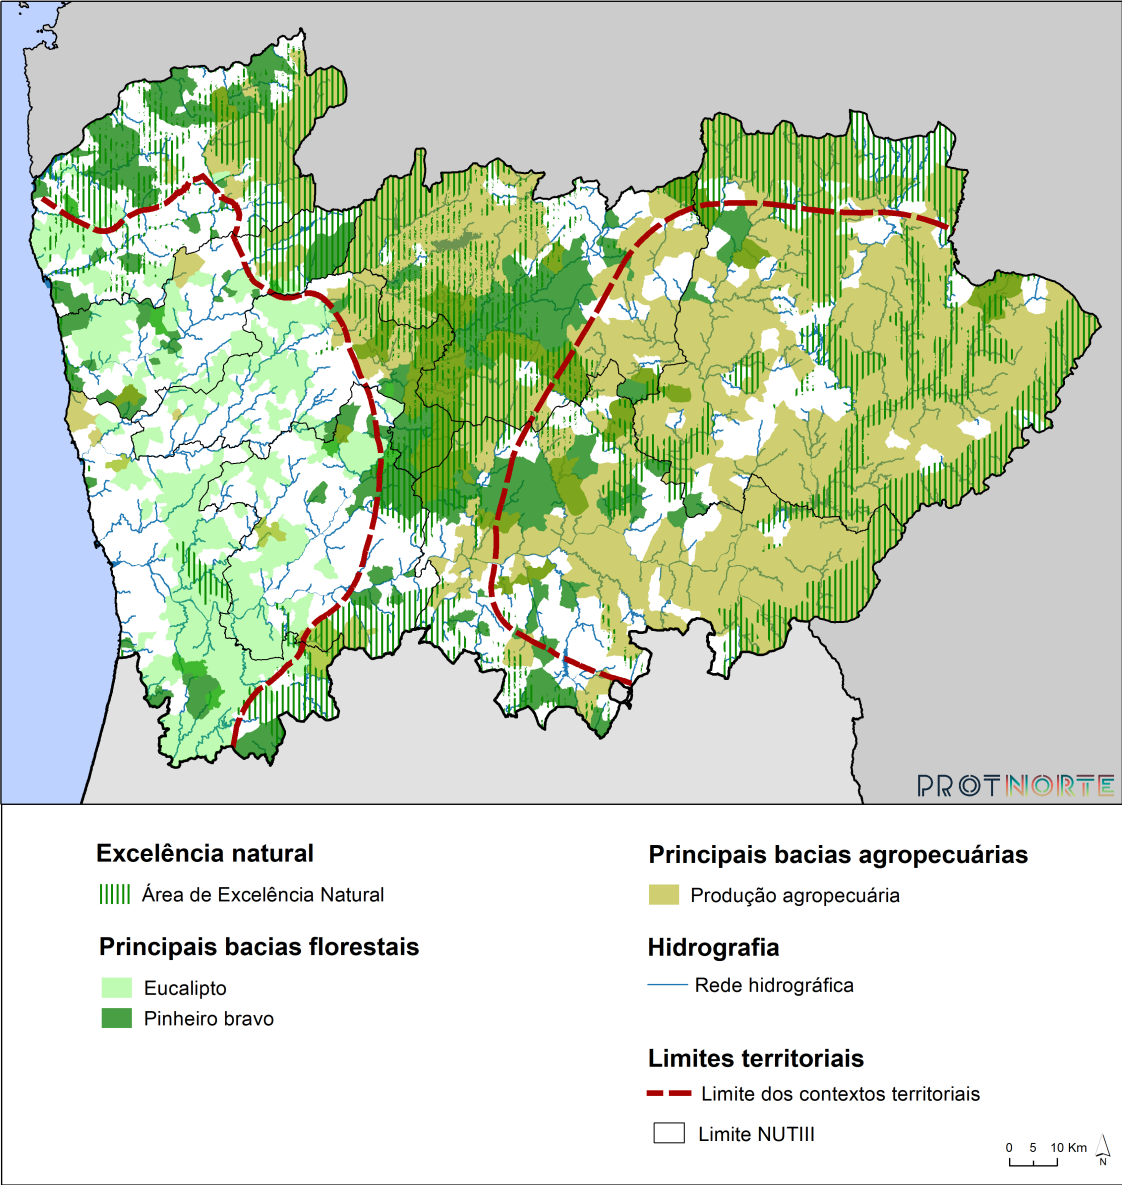 PROTNORTE
Excelência natural
Área de Excelência Natural
Principais bacias florestais
Eucalipto
Pinheiro bravo
Principais bacias agropecuárias
Produção agropecuária
Hidrografia
Rede hidrográfica
Limites territoriais
Limite dos contextos territoriais
Limite NUTIII
0 5 10 Km
N